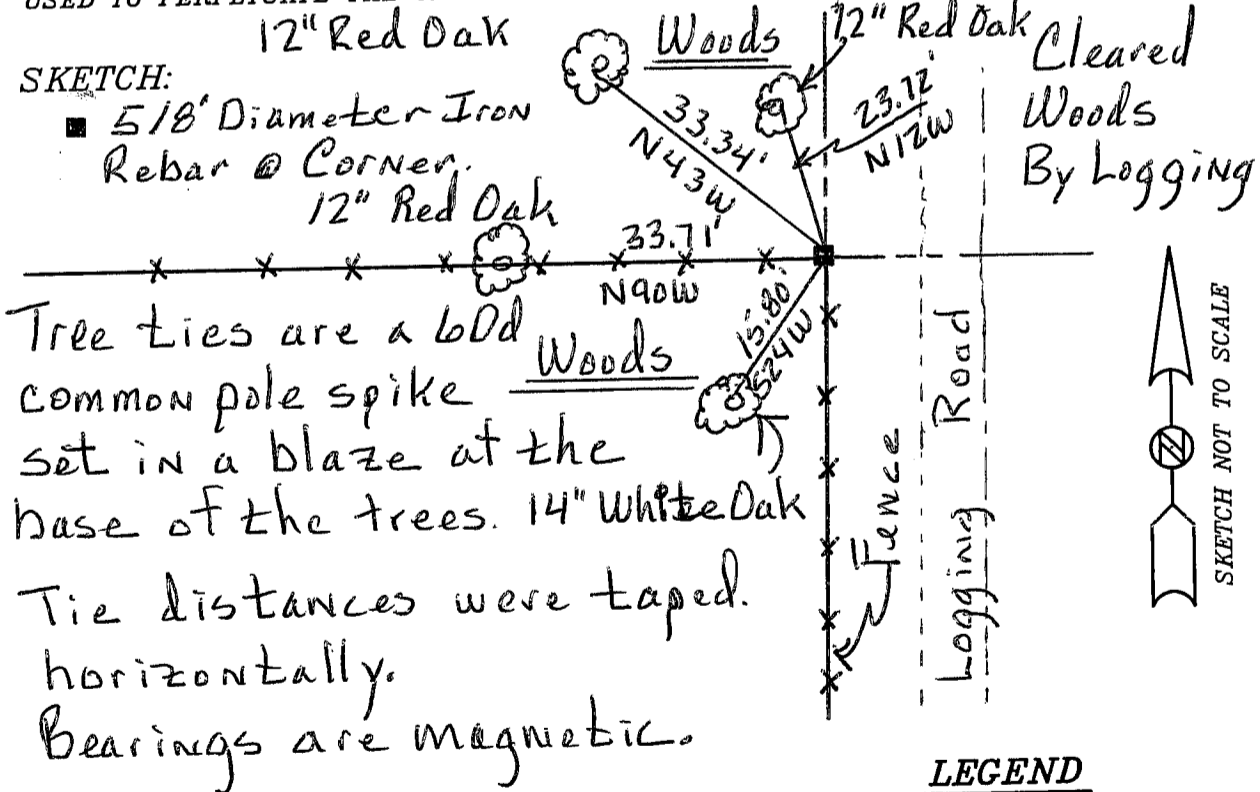 USED TO PERPETUATE THE
12" Red Oak
Woods
12" Red Oak
Cleared
Woods
By Logging
SKETCH:
5/8' Diameter Iron
Rebar @ Corner.
33.34'
N43W
23.72'
N12W
12" Red Oak
33.71'
N90W
15.80'
S24W
Tree ties are a 60d
common pole spike
set in a blaze at the
base of the trees.
Woods
14" White Oak
Fence
Logging Road
SKETCH NOT TO SCALE
N
Tie distances were taped.
horizontally.
Bearings are magnetic.
LEGEND